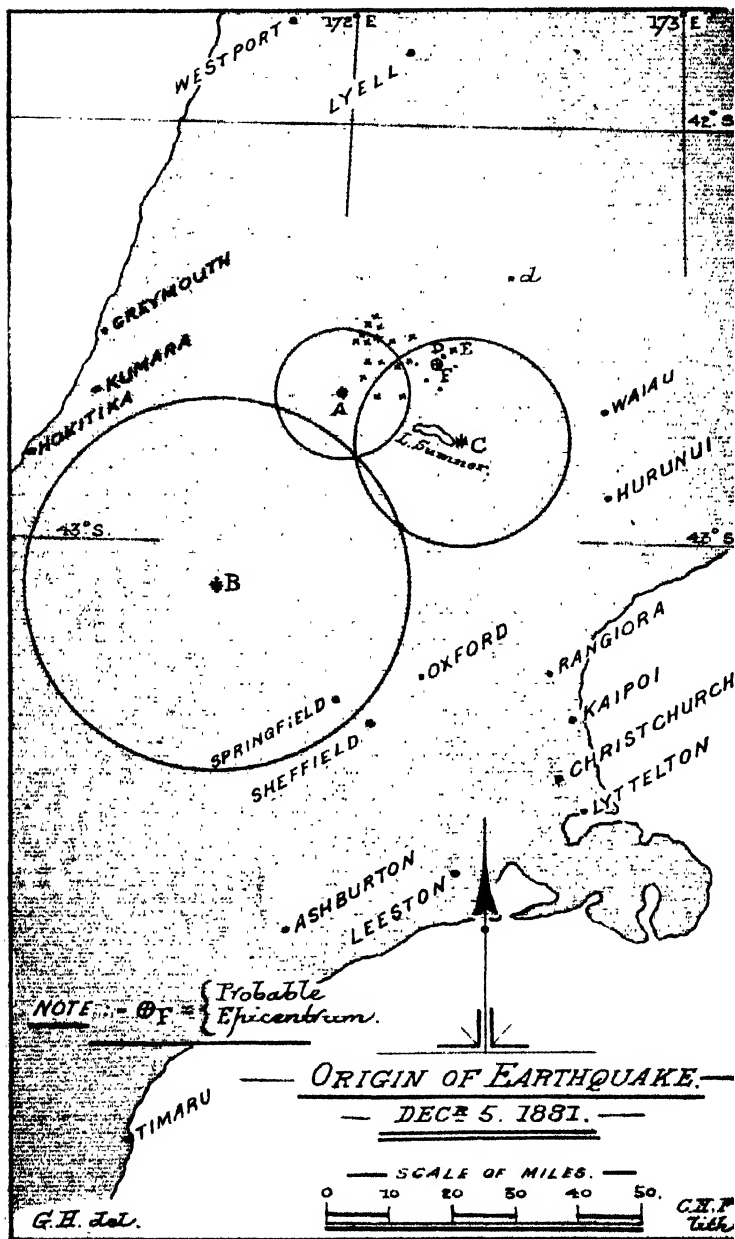 172° E
173 E
WESTPORT
LYELL
42° S
d
GREYMOUTH
KUMARA
HOKITIKA
D
E
F
A
C
L. Sumner.
WAIAU
HURUNUI
43° S.
43° S
B
OXFORD
RANGIORA
KAIPOI
SPRINGFIELD
SHEFFIELD
CHRISTCHURCH
LYTTELTON
ASHBURTON
LEESTON
NOTE :- ⊕F = { Probable
Epicentrum.
ORIGIN OF EARTHQUAKE.
DECR 5. 1881.
TIMARU
SCALE OF MILES.
0 10 20 30 40 50.
G.H. del.
C.H.P
lith